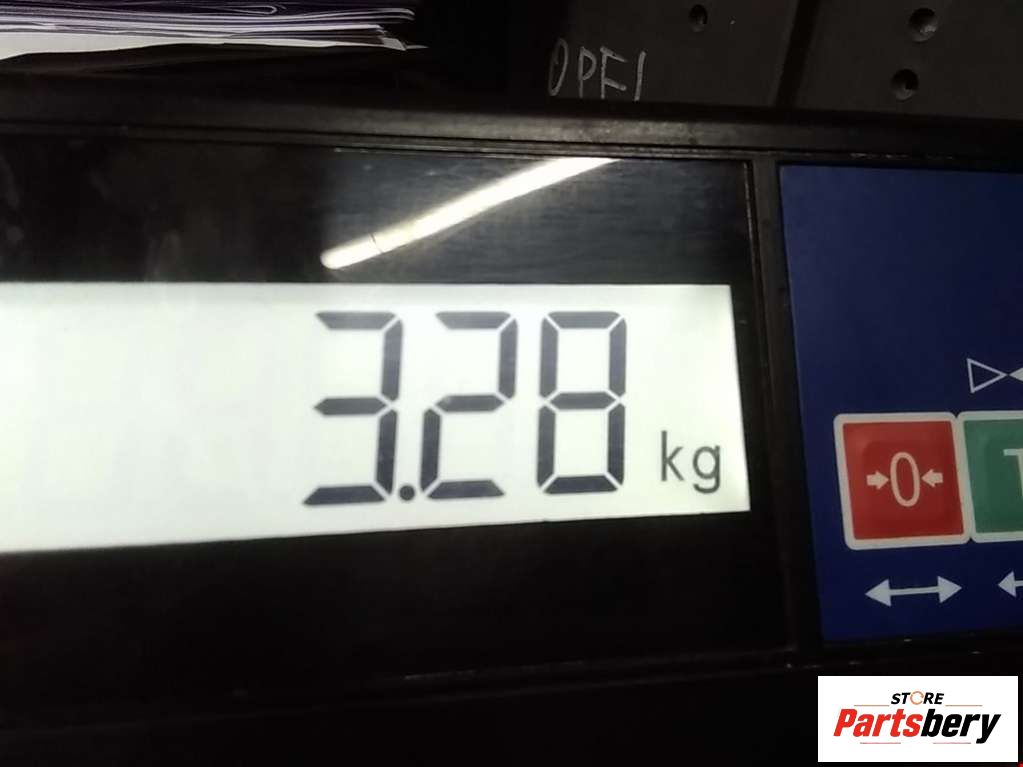 OPEL
3.28 kg
→0← T
STORE
Partsbery